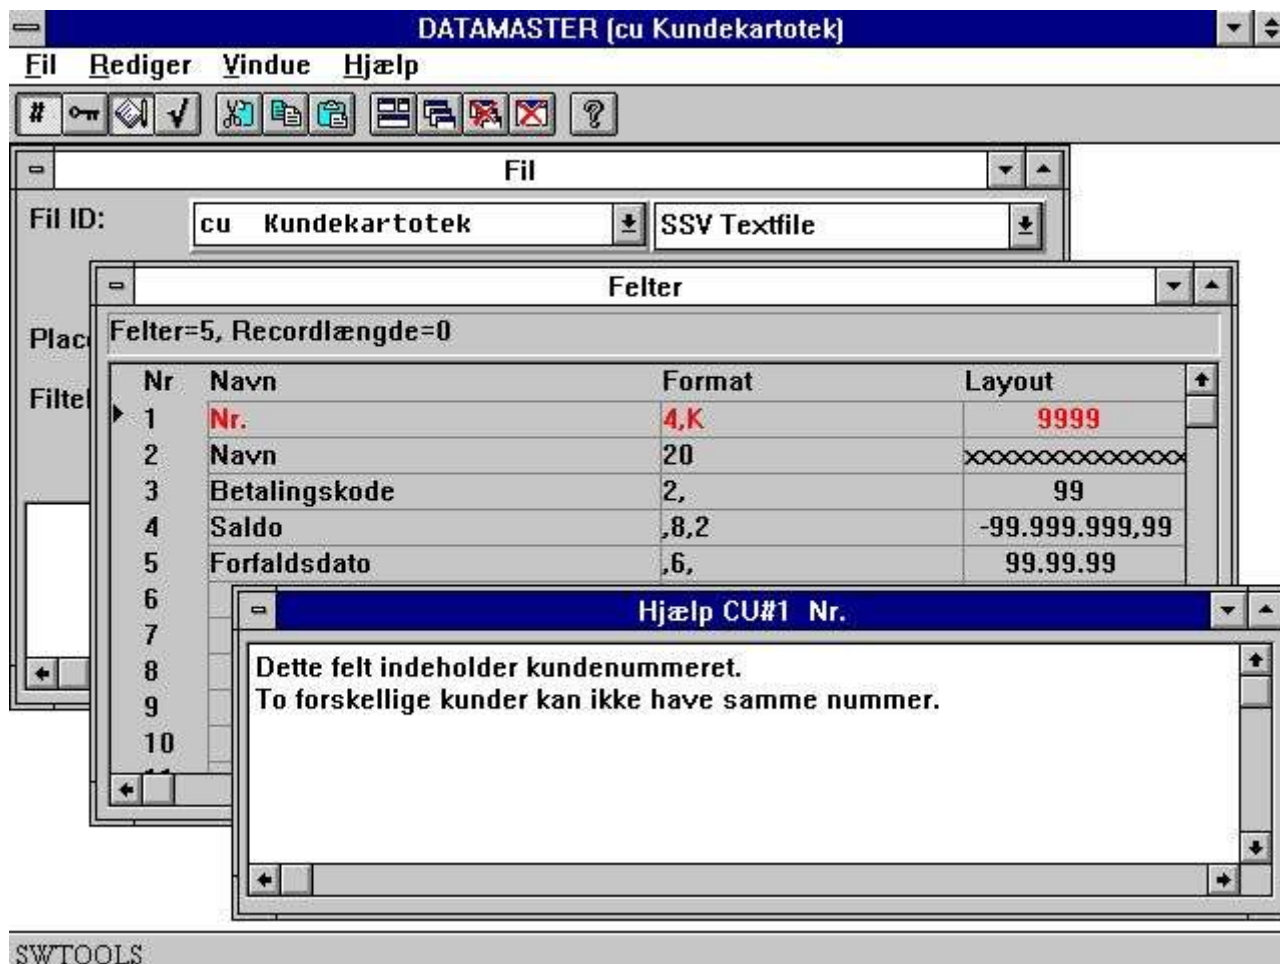 DATAMASTER (cu Kundekartotek)
Fil Rediger Vindue Hjælp
#
?
Fil
Fil ID: cu Kundekartotek SSV Textfile
Felter
Felter=5, Recordlængde=0
Nr Navn Format Layout
1 Nr. 4,K 9999
2 Navn 20 xxxxxxxxxxxxxxx
3 Betalingskode 2, 99
4 Saldo ,8,2 -99.999.999,99
5 Forfaldsdato ,6, 99.99.99
6
7
8
9
10
Hjælp CU#1 Nr.
Dette felt indeholder kundenummeret.
To forskellige kunder kan ikke have samme nummer.
SWTOOLS